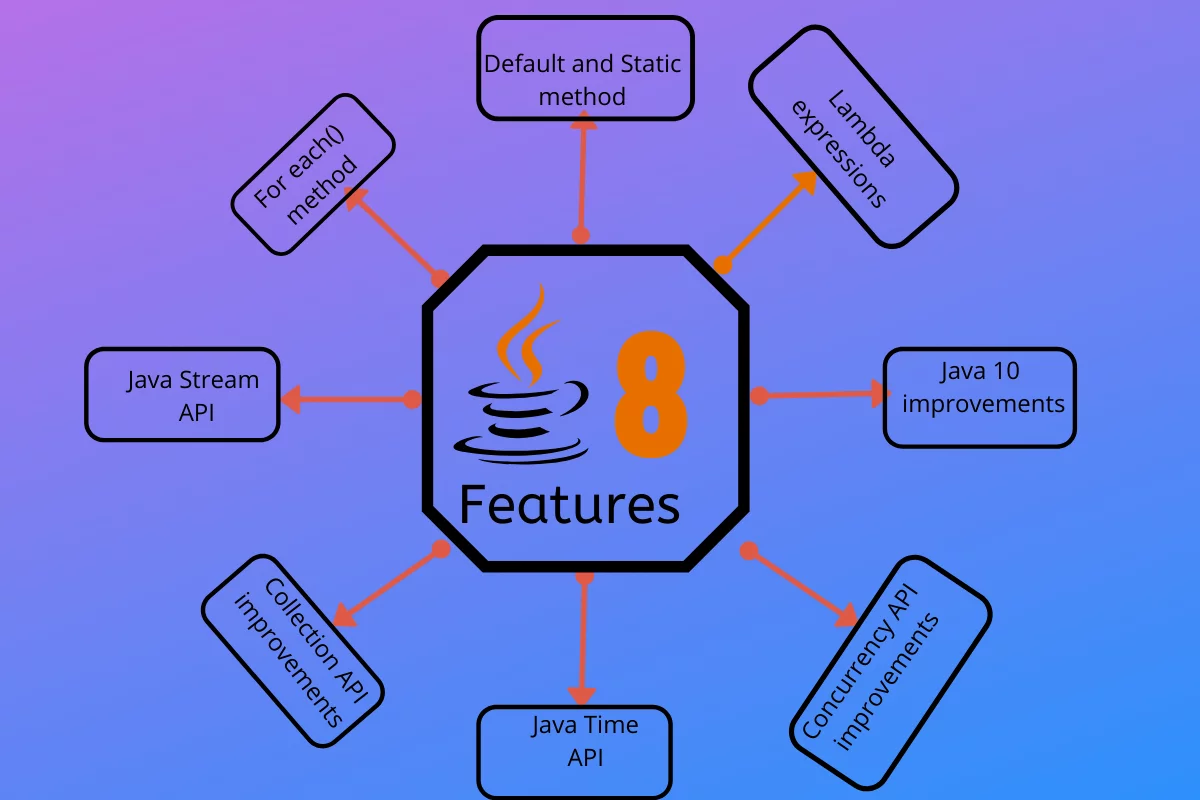 Default and Static
method
Lambda
expressions
For each()
method
Java Stream
API
8
Features
Java 10
improvements
Collection API
improvements
Java Time
API
Concurrency API
improvements